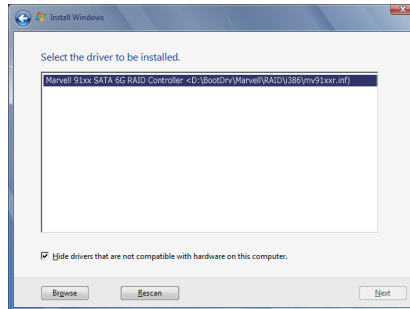 Install Windows
Select the driver to be installed.
Marvell 91xx SATA 6G RAID Controller <D:\BootDrv\Marvell\RAID\i386\mv91xxr.inf)
Hide drivers that are not compatible with hardware on this computer.
Browse
Rescan
Next